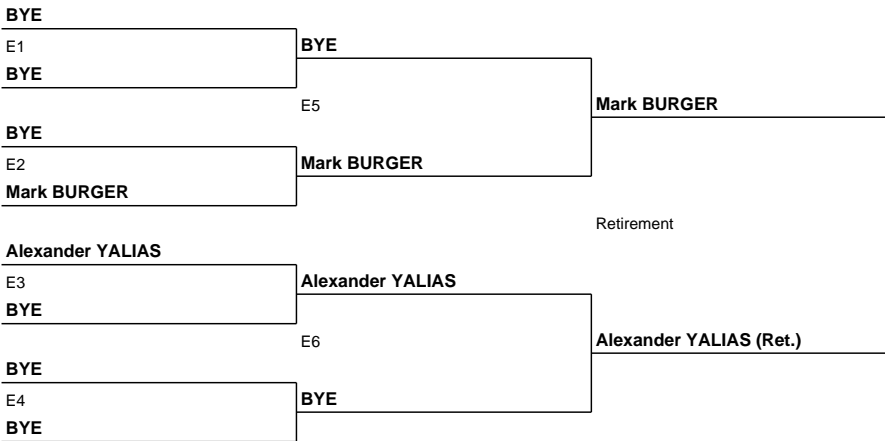 BYE
E1
BYE
BYE
E5
Mark BURGER
BYE
E2
Mark BURGER
Mark BURGER
Retirement
Alexander YALIAS
E3
Alexander YALIAS
BYE
E6
Alexander YALIAS (Ret.)
BYE
E4
BYE
BYE